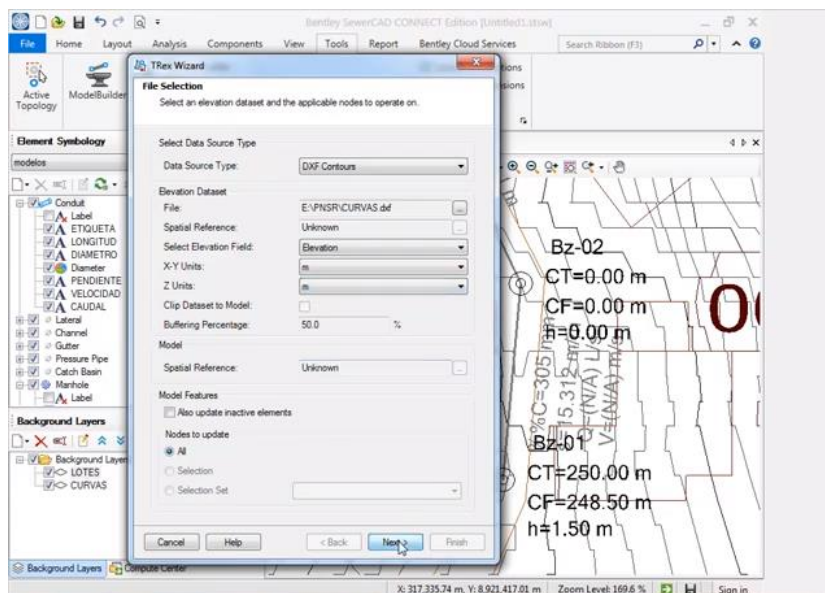 Bentley SewerCAD CONNECT Edition [Untitled1.stsw]
File Home Layout Analysis Components View Tools Report Bentley Cloud Services Search Ribbon (F3)
Active Topology
ModelBuilder
TRex Wizard
File Selection
Select an elevation dataset and the applicable nodes to operate on.
Select Data Source Type
Data Source Type: DXF Contours
Elevation Dataset
File: E:\PNSR\CURVAS.dxf
Spatial Reference: Unknown
Select Elevation Field: Elevation
X-Y Units: m
Z Units: m
Clip Dataset to Model:
Buffering Percentage: 50.0 %
Model
Spatial Reference: Unknown
Model Features
Also update inactive elements
Nodes to update
All
Selection
Selection Set
Cancel Help < Back Next > Finish
Element Symbology
modelos
Conduit
Label
ETIQUETA
LONGITUD
DIAMETRO
Diameter
PENDIENTE
VELOCIDAD
CAUDAL
Lateral
Channel
Gutter
Pressure Pipe
Catch Basin
Manhole
Label
Background Layers
Background Layers
LOTES
CURVAS
Background Layers Compute Center
Bz-02
CT=0.00 m
CF=0.00 m
h=0.00 m
%C=305 mm
=15.312 m/
Q=(N/A) L/s
V=(N/A) m/s
Bz-01
CT=250.00 m
CF=248.50 m
h=1.50 m
X: 317,335.74 m, Y: 8,921,417.01 m Zoom Level: 169.6 % Sign in